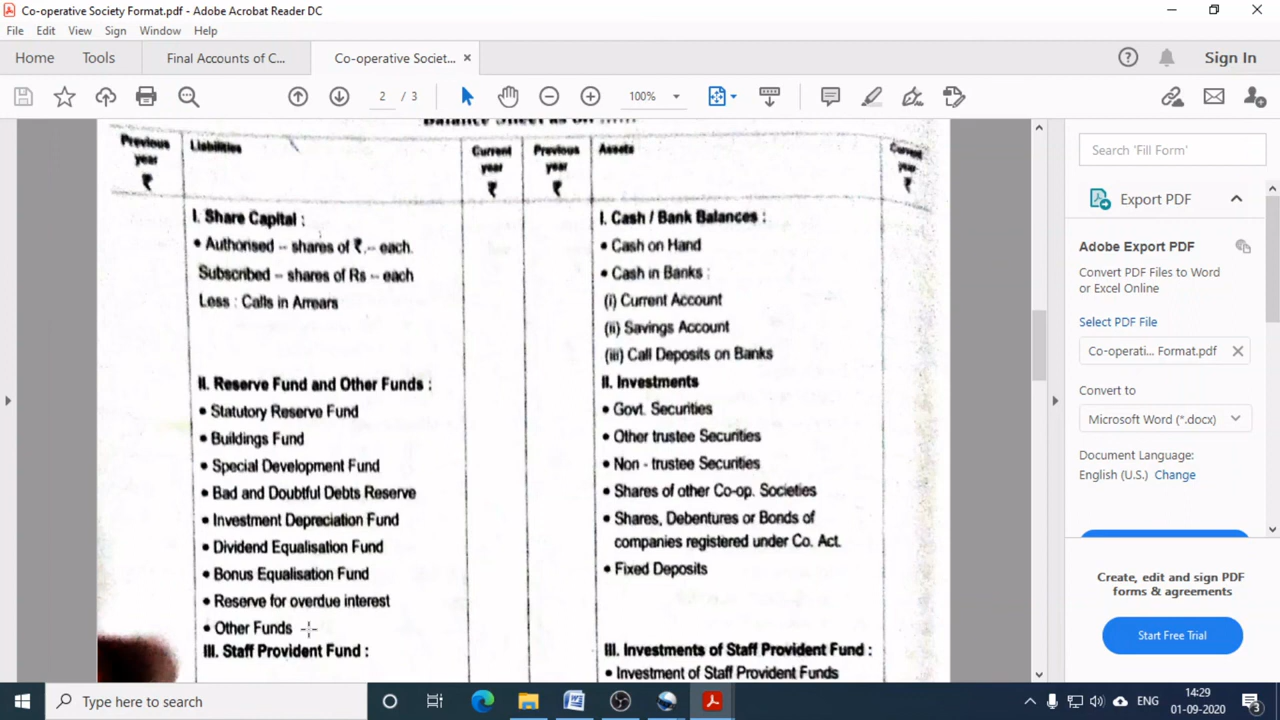 Co-operative Society Format.pdf - Adobe Acrobat Reader DC
File Edit View Sign Window Help
Home Tools Final Accounts of C... Co-operative Societ... × Sign In
2 / 3 100%
Balance Sheet as on ......
Previous year ₹ Liabilities Current year ₹ Previous year ₹ Assets Current year ₹
I. Share Capital :
• Authorised – shares of ₹.– each.
Subscribed – shares of Rs – each
Less : Calls in Arrears
II. Reserve Fund and Other Funds :
• Statutory Reserve Fund
• Buildings Fund
• Special Development Fund
• Bad and Doubtful Debts Reserve
• Investment Depreciation Fund
• Dividend Equalisation Fund
• Bonus Equalisation Fund
• Reserve for overdue interest
• Other Funds
III. Staff Provident Fund :
I. Cash / Bank Balances :
• Cash on Hand
• Cash in Banks :
(i) Current Account
(ii) Savings Account
(iii) Call Deposits on Banks
II. Investments
• Govt. Securities
• Other trustee Securities
• Non - trustee Securities
• Shares of other Co-op. Societies
• Shares, Debentures or Bonds of
companies registered under Co. Act.
• Fixed Deposits
III. Investments of Staff Provident Fund :
• Investment of Staff Provident Funds
Search 'Fill Form'
Export PDF
Adobe Export PDF
Convert PDF Files to Word
or Excel Online
Select PDF File
Co-operati... Format.pdf ×
Convert to
Microsoft Word (*.docx)
Document Language:
English (U.S.) Change
Create, edit and sign PDF
forms & agreements
Start Free Trial
Type here to search
ENG
14:29
01-09-2020
3